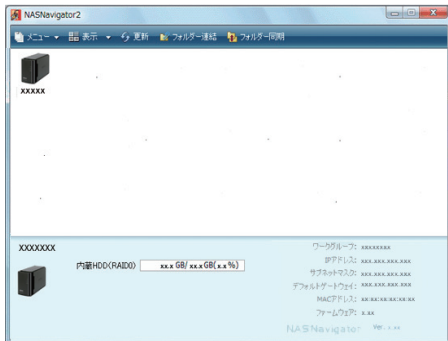 NASNavigator2
メニュー 表示 更新 フォルダー連結 フォルダー同期
xxxxx
xxxxxxx
内蔵HDD(RAID0) xx.x GB/ xx.x GB(x.x %)
ワークグループ: xxxxxxxx
IPアドレス: xxx.xxx.xxx.xxx
サブネットマスク: xxx.xxx.xxx.xxx
デフォルトゲートウェイ: xxx.xxx.xxx.xxx
MACアドレス: xx:xx:xx:xx:xx:xx
ファームウェア: x.xx
NAS Navigator Ver. x.xx